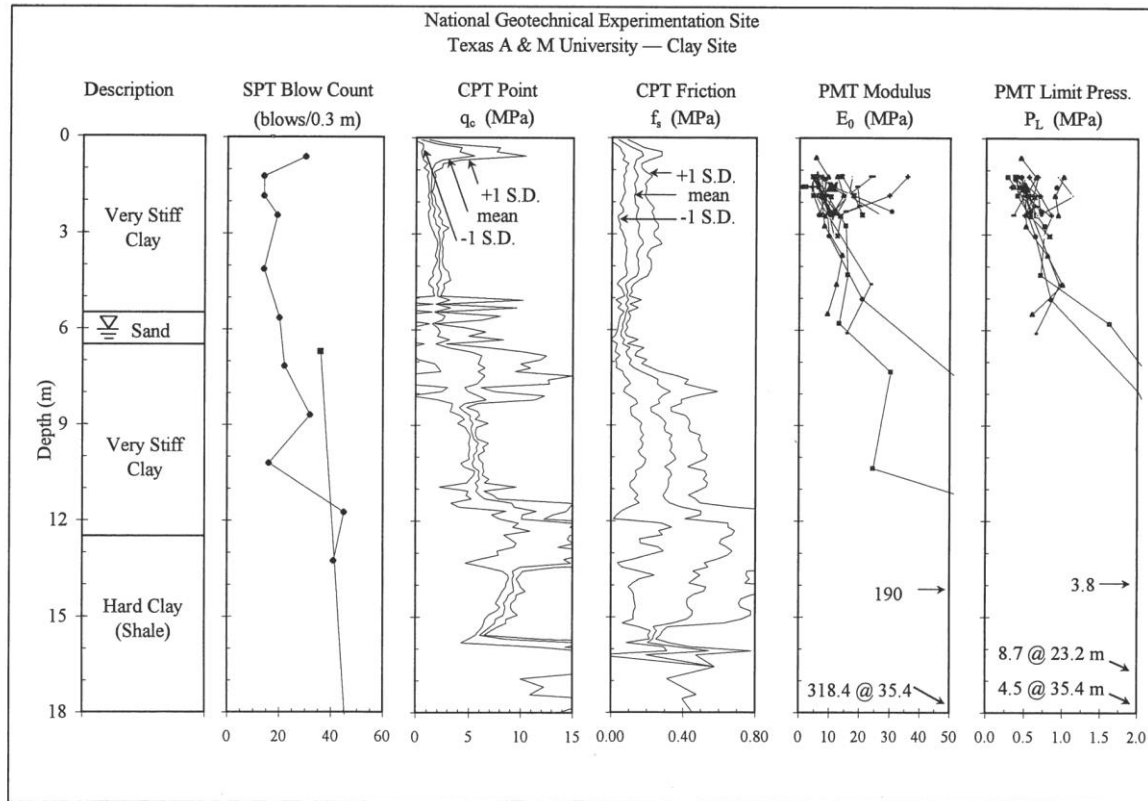 National Geotechnical Experimentation Site
Texas A & M University — Clay Site
Description
SPT Blow Count
(blows/0.3 m)
CPT Point
qc (MPa)
CPT Friction
fs (MPa)
PMT Modulus
E0 (MPa)
PMT Limit Press.
PL (MPa)
Depth (m)
0
3
6
9
12
15
18
Very Stiff
Clay
Sand
Very Stiff
Clay
Hard Clay
(Shale)
0 20 40 60
+1 S.D.
mean
-1 S.D.
0 5 10 15
+1 S.D.
mean
-1 S.D.
0.00 0.40 0.80
190
318.4 @ 35.4
0 10 20 30 40 50
3.8
8.7 @ 23.2 m
4.5 @ 35.4 m
0.0 0.5 1.0 1.5 2.0